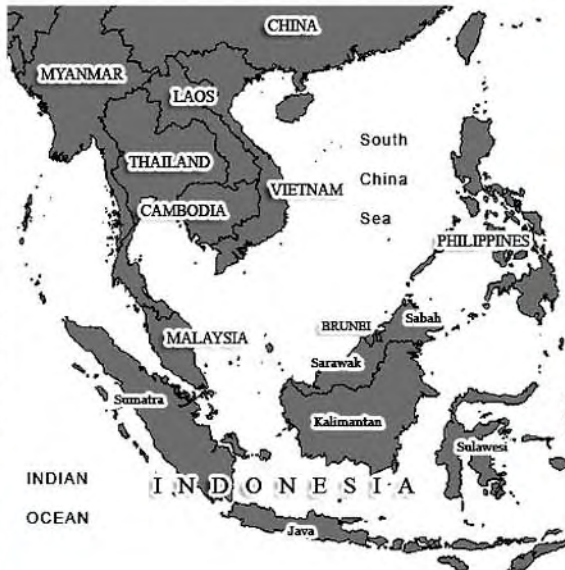 CHINA
MYANMAR
LAOS
South
THAILAND
China
VIETNAM
CAMBODIA
Sea
PHILIPPINES
Sabah
BRUNEI
MALAYSIA
Sarawak
Sumatra
Kalimantan
Sulawesi
INDIAN
INDONESIA
OCEAN
Java